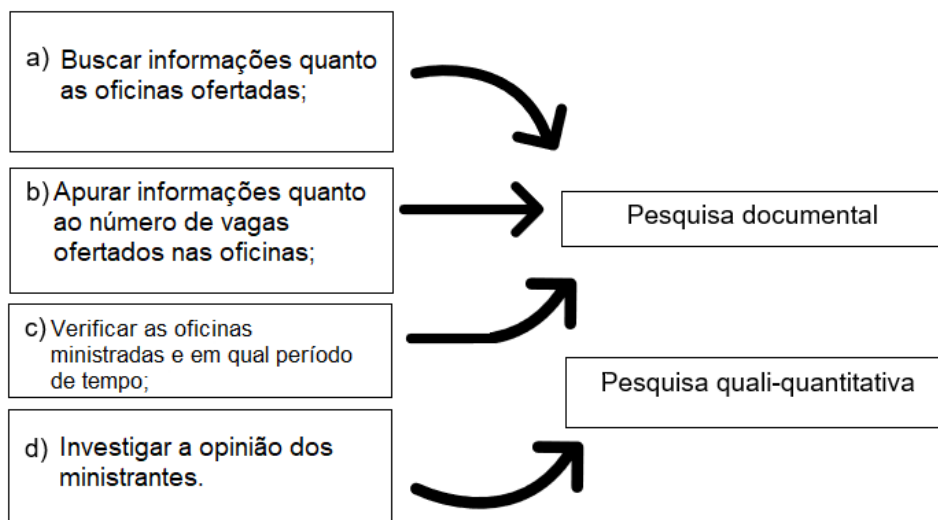 a) Buscar informações quanto
as oficinas ofertadas;
b) Apurar informações quanto
ao número de vagas
ofertados nas oficinas;
Pesquisa documental
c) Verificar as oficinas
ministradas e em qual período
de tempo;
Pesquisa quali-quantitativa
d) Investigar a opinião dos
ministrantes.